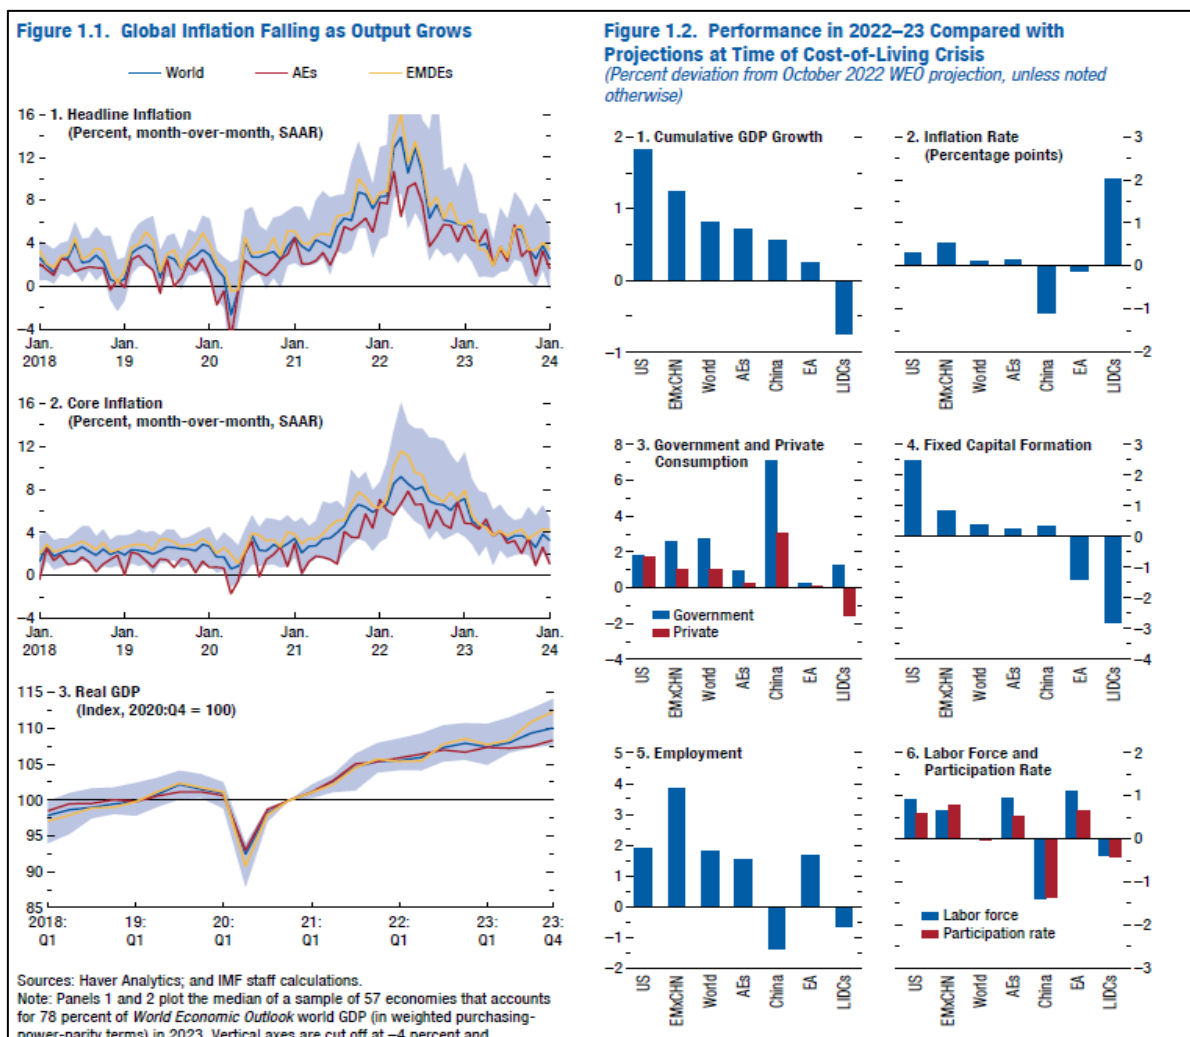 Figure 1.1. Global Inflation Falling as Output Grows
World AEs EMDEs
16 1. Headline Inflation
(Percent, month-over-month, SAAR)
12
8
4
0
–4
Jan. Jan. Jan. Jan. Jan. Jan. Jan.
2018 19 20 21 22 23 24
16 2. Core Inflation
(Percent, month-over-month, SAAR)
12
8
4
0
–4
Jan. Jan. Jan. Jan. Jan. Jan. Jan.
2018 19 20 21 22 23 24
115 3. Real GDP
(Index, 2020:Q4 = 100)
110
105
100
95
90
85
2018: 19: 20: 21: 22: 23: 23:
Q1 Q1 Q1 Q1 Q1 Q1 Q4
Sources: Haver Analytics; and IMF staff calculations.
Note: Panels 1 and 2 plot the median of a sample of 57 economies that accounts
for 78 percent of World Economic Outlook world GDP (in weighted purchasing-
power-parity terms) in 2023. Vertical axes are cut off at –4 percent and
Figure 1.2. Performance in 2022–23 Compared with
Projections at Time of Cost-of-Living Crisis
(Percent deviation from October 2022 WEO projection, unless noted
otherwise)
2 1. Cumulative GDP Growth
1
0
–1
US EMxCHN World AEs China EA LIDCs
2. Inflation Rate 3
(Percentage points)
2
1
0
–1
–2
US EMxCHN World AEs China EA LIDCs
8 3. Government and Private
Consumption
6
4
2
0
Government
Private
–2
–4
US EMxCHN World AEs China EA LIDCs
4. Fixed Capital Formation 3
2
1
0
–1
–2
–3
–4
US EMxCHN World AEs China EA LIDCs
5 5. Employment
4
3
2
1
0
–1
–2
US EMxCHN World AEs China EA LIDCs
6. Labor Force and 2
Participation Rate
1
0
–1
Labor force
Participation rate
–2
–3
US EMxCHN World AEs China EA LIDCs